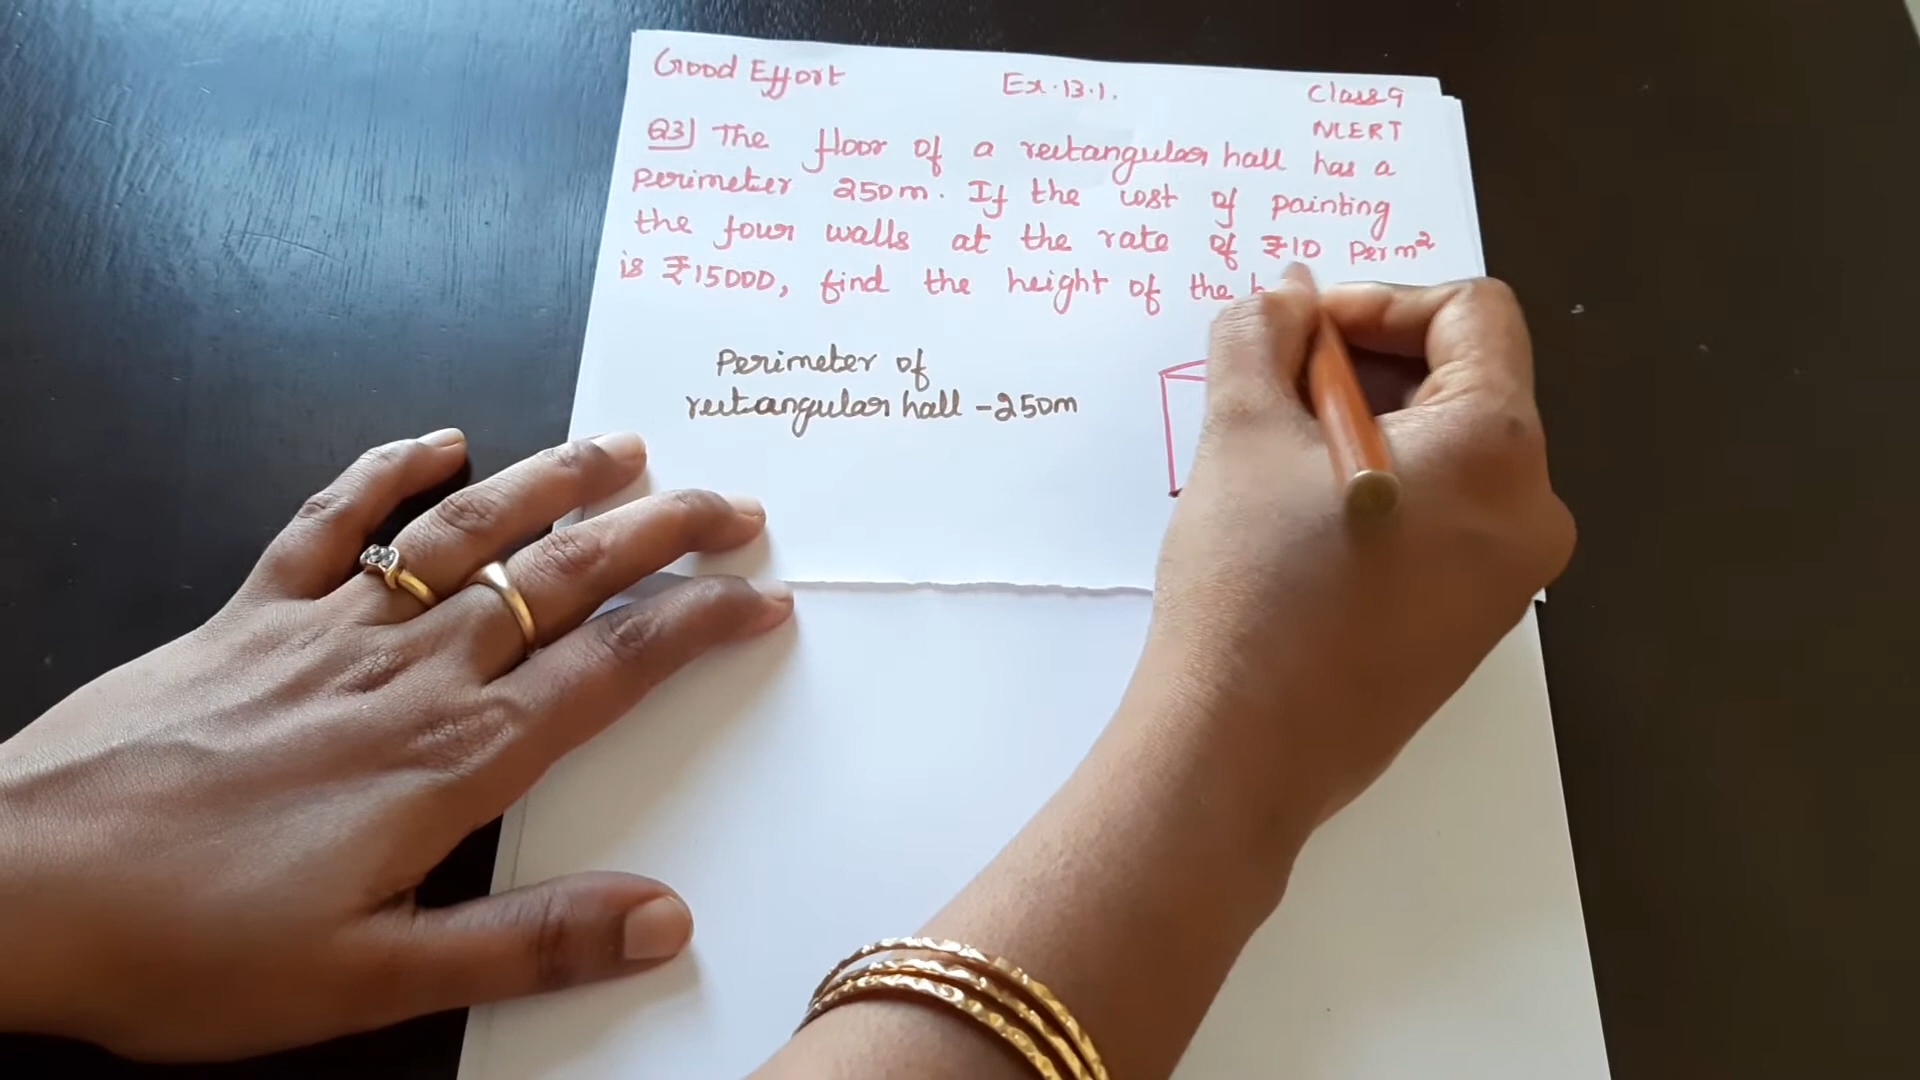 Good Effort Ex.13.1. Class 9
NCERT
Q3] The floor of a rectangular hall has a
perimeter 250m. If the cost of painting
the four walls at the rate of ₹10 per m²
is ₹15000, find the height of the
Perimeter of
rectangular hall - 250m